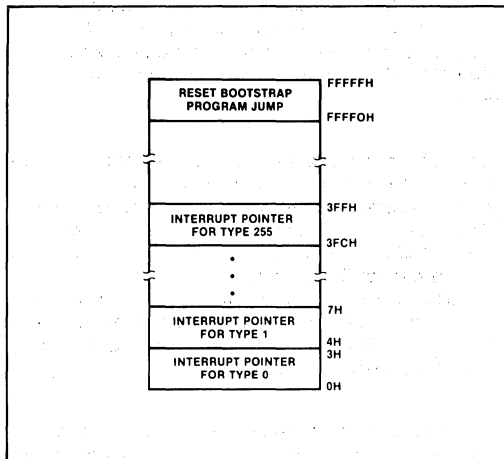 FFFFFH
RESET BOOTSTRAP
PROGRAM JUMP
FFFF0H
3FFH
INTERRUPT POINTER
FOR TYPE 255
3FCH
7H
INTERRUPT POINTER
FOR TYPE 1
4H
3H
INTERRUPT POINTER
FOR TYPE 0
0H